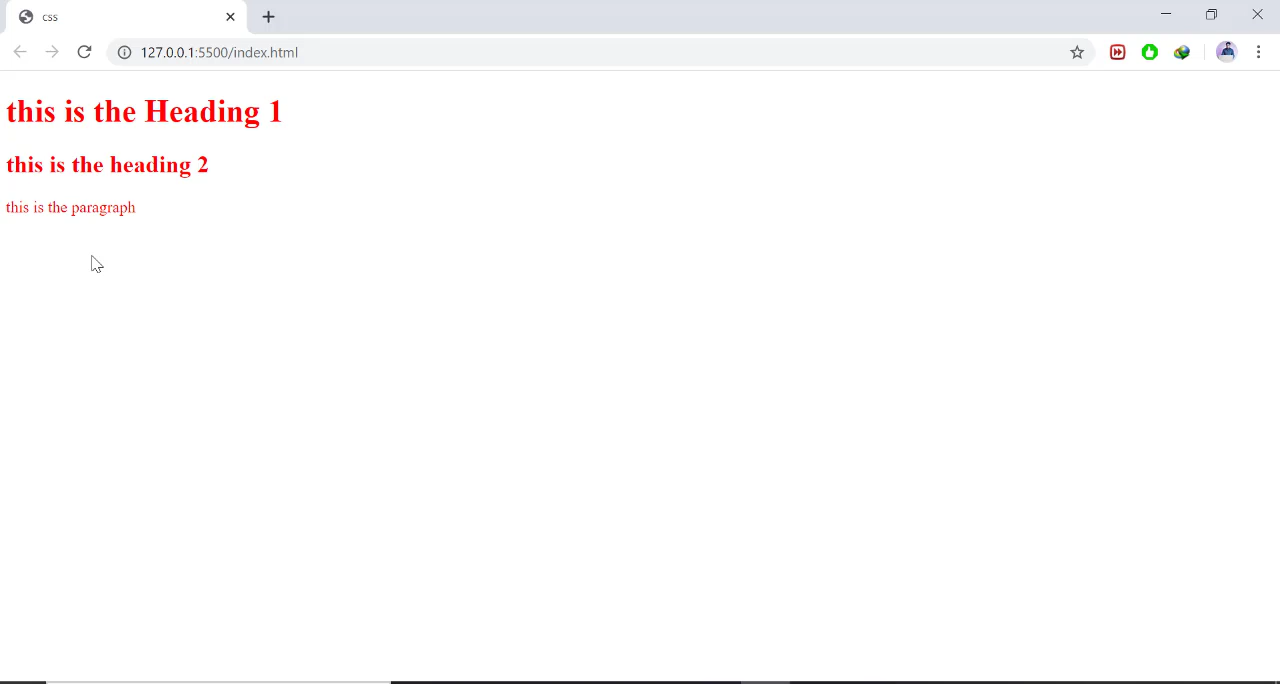 css
127.0.0.1:5500/index.html
this is the Heading 1
this is the heading 2
this is the paragraph